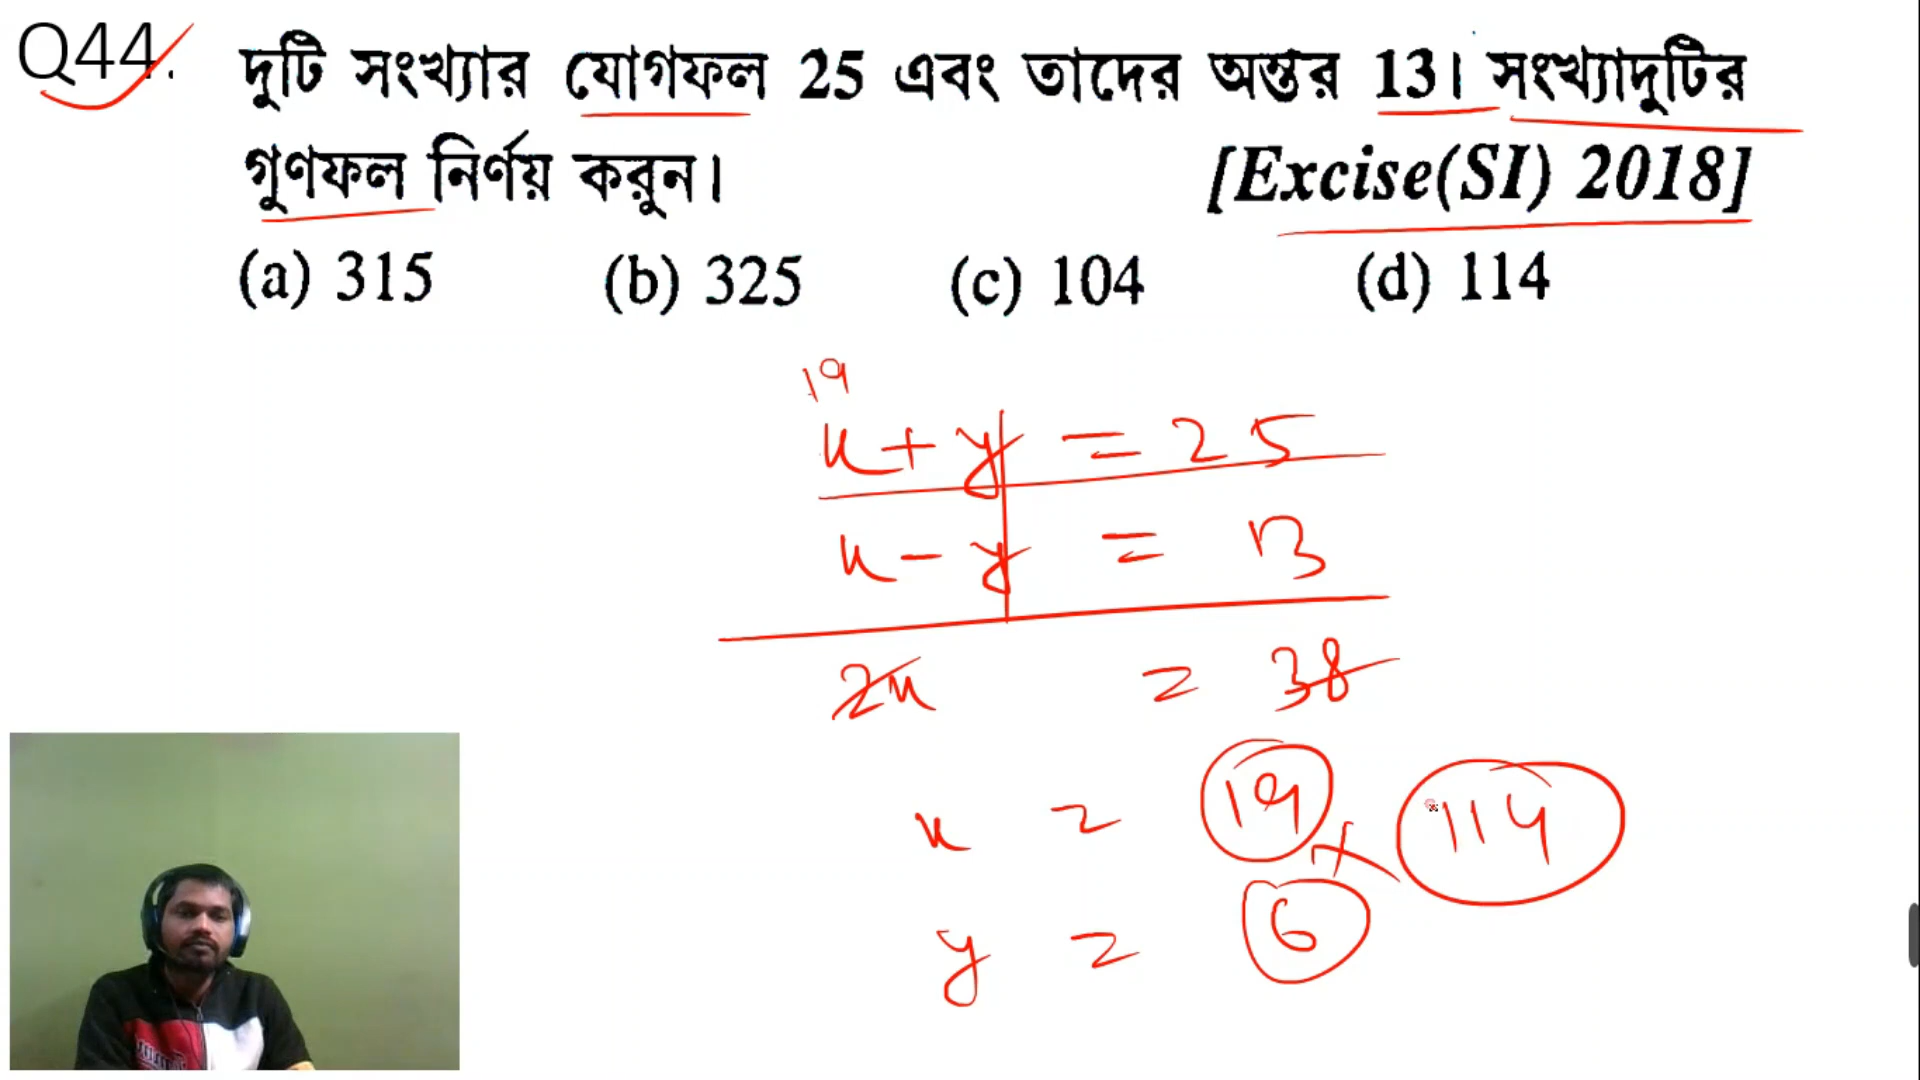 Q44.
দুটি সংখ্যার যোগফল 25 এবং তাদের অন্তর 13। সংখ্যাদুটির
গুণফল নির্ণয় করুন। [Excise(SI) 2018]
(a) 315 (b) 325 (c) 104 (d) 114
19
x + y = 25
x - y = 13
2x = 38
x = 19 × 114
y = 6